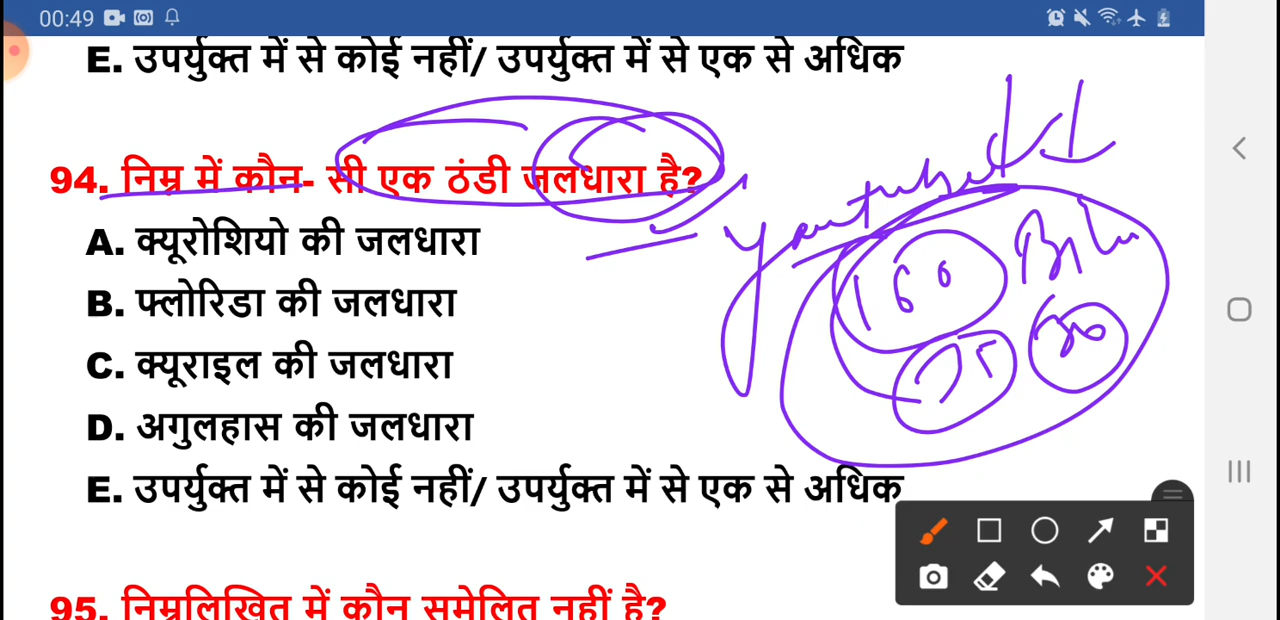 00:49
E. उपर्युक्त में से कोई नहीं/ उपर्युक्त में से एक से अधिक
94. निम्न में कौन- सी एक ठंडी जलधारा है?
A. क्यूरोशियो की जलधारा
B. फ्लोरिडा की जलधारा
C. क्यूराइल की जलधारा
D. अगुलहास की जलधारा
E. उपर्युक्त में से कोई नहीं/ उपर्युक्त में से एक से अधिक
160
95. निम्नलिखित में कौन सुमेलित नहीं है?